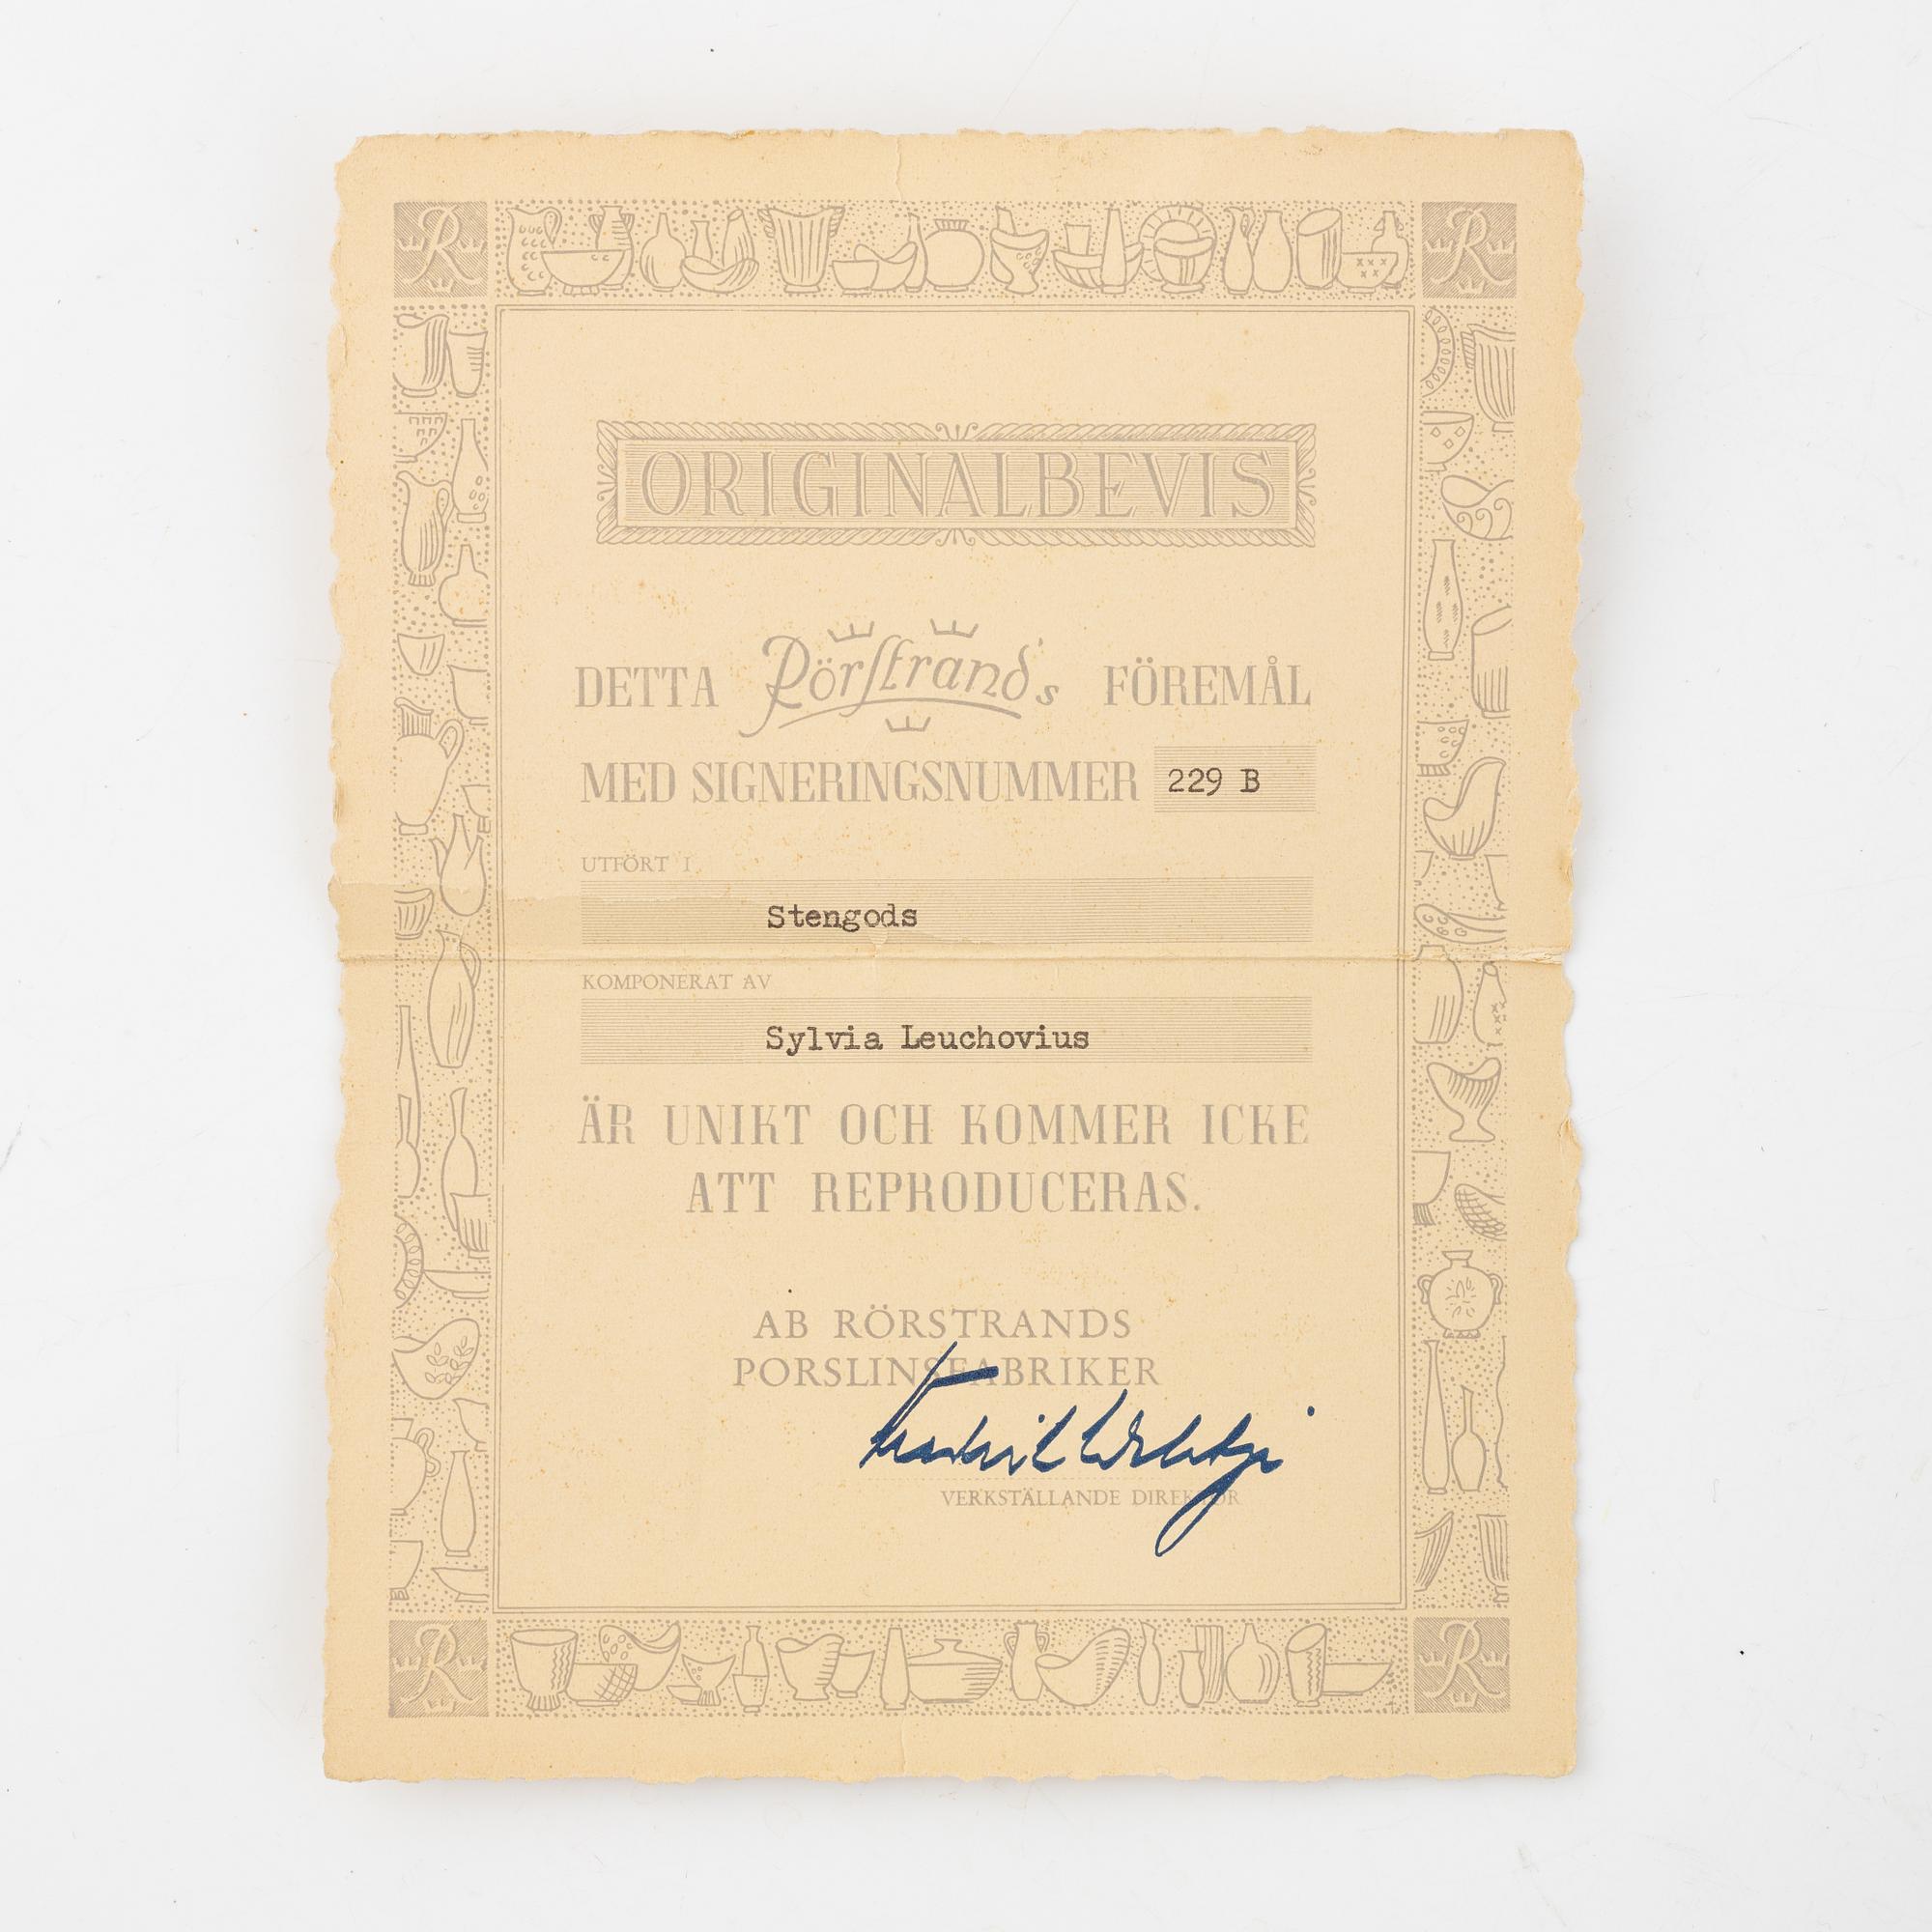 R R
ORIGINALBEVIS
DETTA Rörstrand's FÖREMÅL
MED SIGNERINGSNUMMER 229 B
UTFÖRT I
Stengods
KOMPONERAT AV
Sylvia Leuchovius
ÄR UNIKT OCH KOMMER ICKE
ATT REPRODUCERAS.
AB RÖRSTRANDS
PORSLINSFABRIKER
VERKSTÄLLANDE DIREKTÖR
R R